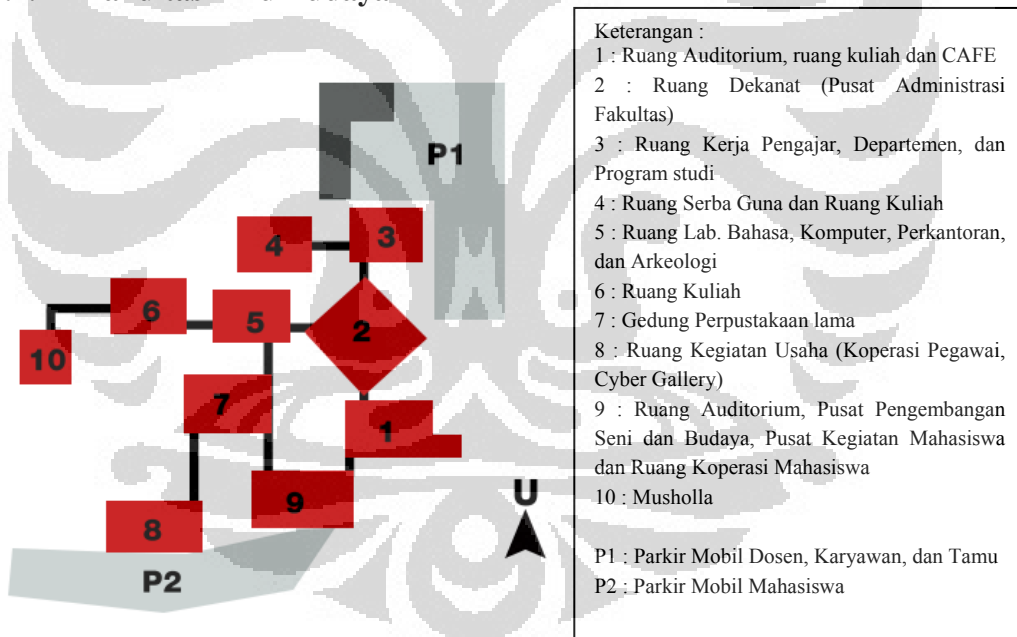 P1
3
4
6
5
2
10
7
1
9
8
U
P2
Keterangan :
1 : Ruang Auditorium, ruang kuliah dan CAFE
2 : Ruang Dekanat (Pusat Administrasi
Fakultas)
3 : Ruang Kerja Pengajar, Departemen, dan
Program studi
4 : Ruang Serba Guna dan Ruang Kuliah
5 : Ruang Lab. Bahasa, Komputer, Perkantoran,
dan Arkeologi
6 : Ruang Kuliah
7 : Gedung Perpustakaan lama
8 : Ruang Kegiatan Usaha (Koperasi Pegawai,
Cyber Gallery)
9 : Ruang Auditorium, Pusat Pengembangan
Seni dan Budaya, Pusat Kegiatan Mahasiswa
dan Ruang Koperasi Mahasiswa
10 : Musholla
P1 : Parkir Mobil Dosen, Karyawan, dan Tamu
P2 : Parkir Mobil Mahasiswa